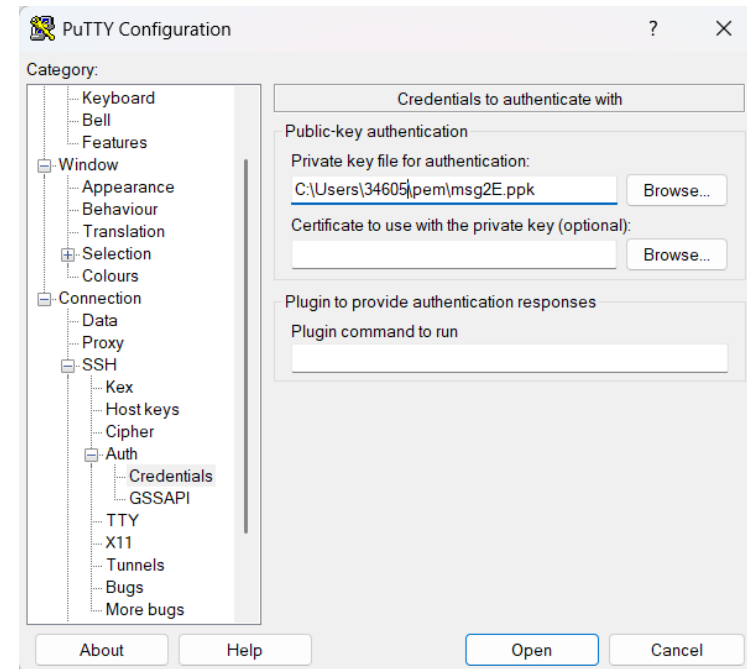 PuTTY Configuration
?
Category:
Keyboard
Bell
Features
Window
Appearance
Behaviour
Translation
Selection
Colours
Connection
Data
Proxy
SSH
Kex
Host keys
Cipher
Auth
Credentials
GSSAPI
TTY
X11
Tunnels
Bugs
More bugs
Credentials to authenticate with
Public-key authentication
Private key file for authentication:
C:\Users\34605\pem\msg2E.ppk
Browse...
Certificate to use with the private key (optional):
Browse...
Plugin to provide authentication responses
Plugin command to run
About
Help
Open
Cancel